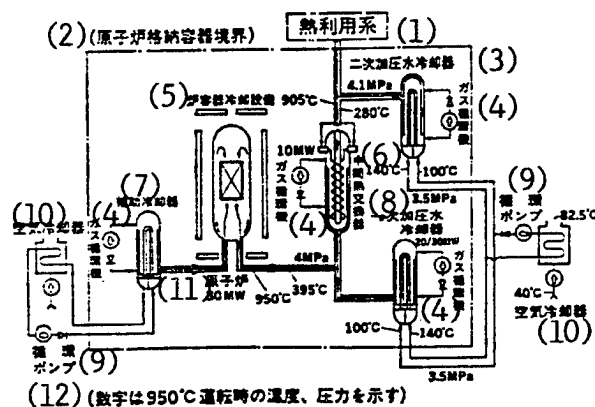 熱利用系
(1)
(2) (原子炉格納容器境界)
二次加圧水冷却器
(3)
4.1MPa
ガス循環機
(4)
(5) 炉容器冷却設備
905℃
280℃
10MW
ガス循環機
(4)
中間熱交換器
(6)
140℃
100℃
3.5MPa
(7)
補助冷却器
(8)
一次加圧水
冷却器
20/30MW
ガス循環機
(4)
(9)
循環
ポンプ
82.5℃
40℃
空気冷却器
(10)
(10)
空気冷却器
(4)
ガス循環機
(11)
原子炉
30MW
4MPa
950℃
395℃
100℃
140℃
3.5MPa
循環
ポンプ
(9)
(12) (数字は950℃運転時の温度、圧力を示す)